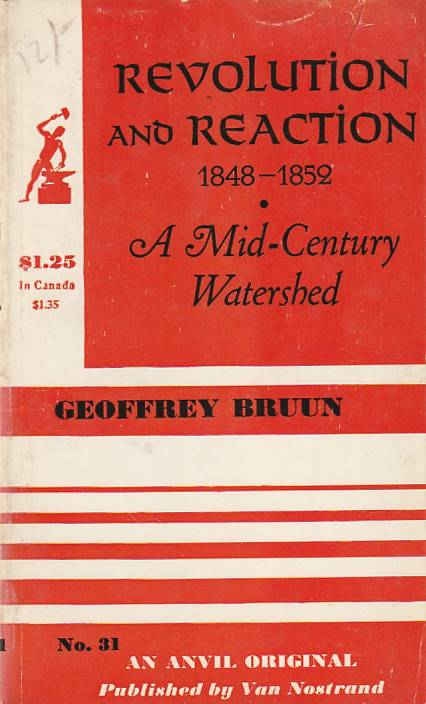 12/-
REVOLUTION
AND REACTION
1848–1852
•
A Mid-Century
Watershed
$1.25
In Canada
$1.35
GEOFFREY BRUUN
No. 31
AN ANVIL ORIGINAL
Published by Van Nostrand